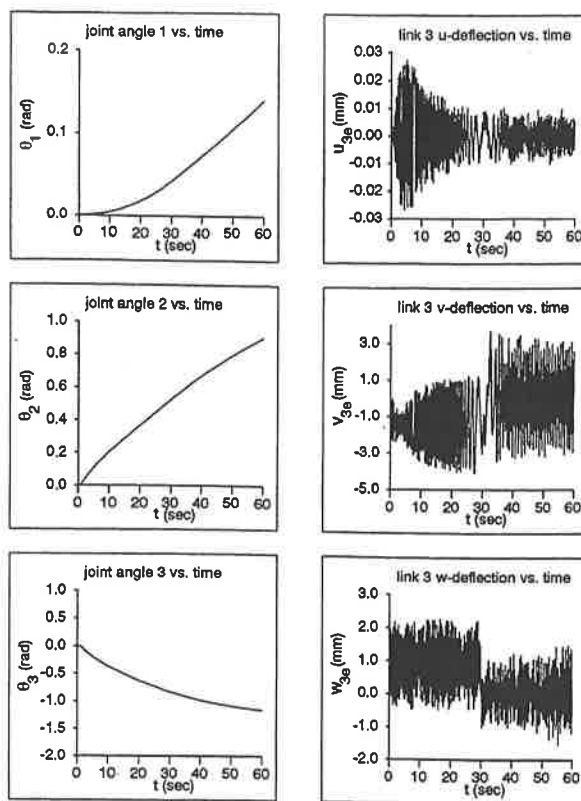 joint angle 1 vs. time
0.2
0.1
0.0
θ1 (rad)
0 10 20 30 40 50 60
t (sec)
link 3 u-deflection vs. time
0.03
0.02
0.01
0.00
-0.01
-0.02
-0.03
u3e (mm)
0 10 20 30 40 50 60
t (sec)
joint angle 2 vs. time
1.0
0.8
0.6
0.4
0.2
0.0
θ2 (rad)
0 10 20 30 40 50 60
t (sec)
link 3 v-deflection vs. time
3.0
1.0
-1.0
-3.0
-5.0
v3e (mm)
0 10 20 30 40 50 60
t (sec)
joint angle 3 vs. time
1.0
0.5
0.0
-0.5
-1.0
-1.5
-2.0
θ3 (rad)
0 10 20 30 40 50 60
t (sec)
link 3 w-deflection vs. time
3.0
2.0
1.0
0.0
-1.0
-2.0
w3e (mm)
0 10 20 30 40 50 60
t (sec)